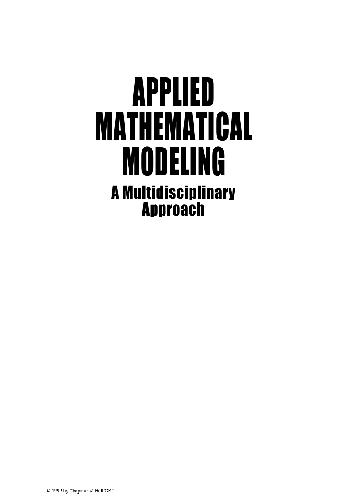 APPLIED
MATHEMATICAL
MODELING
A Multidisciplinary
Approach